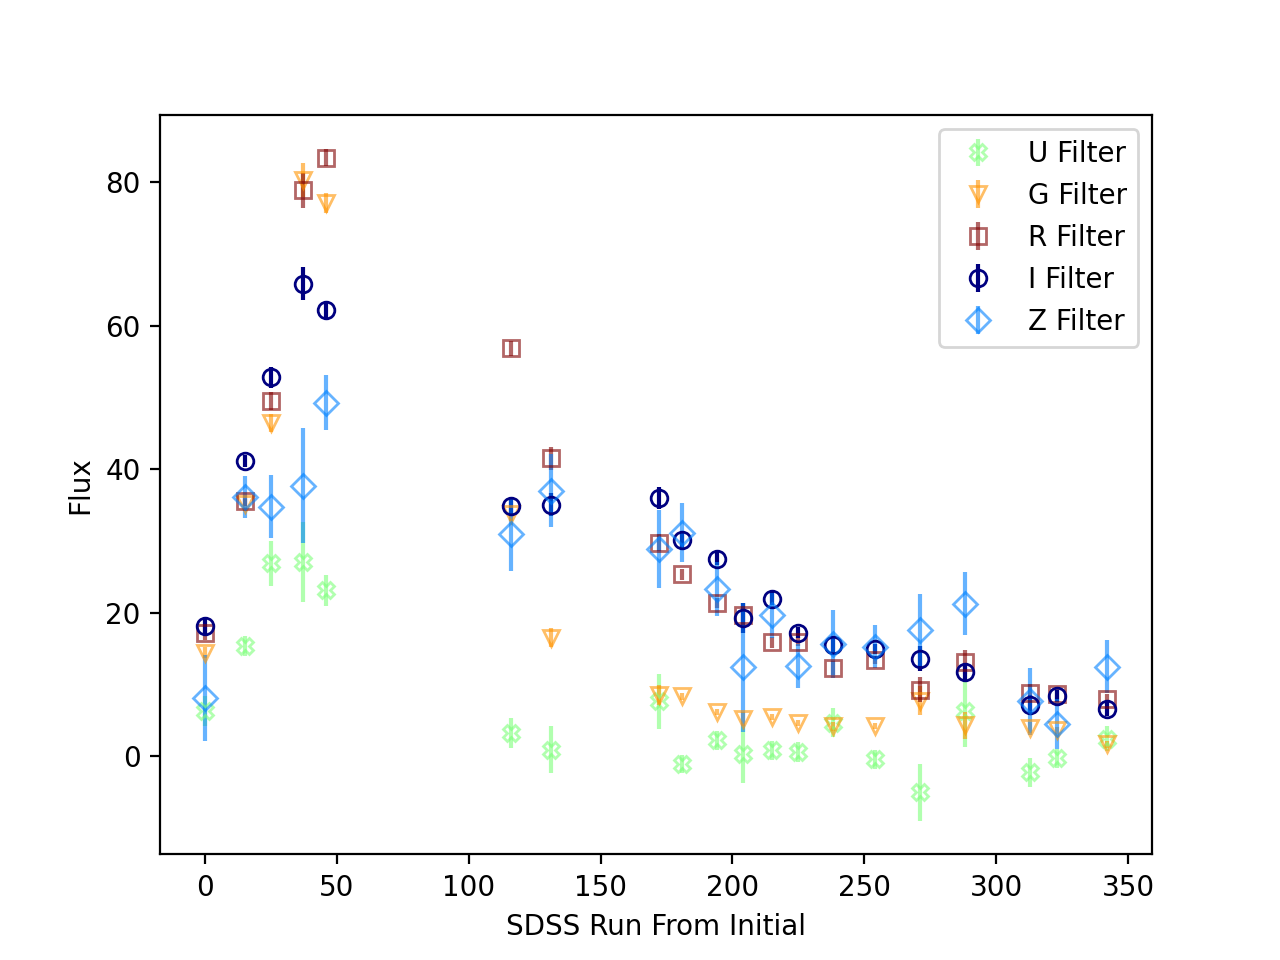 U Filter
G Filter
R Filter
I Filter
Z Filter
80
60
40
20
0
Flux
0 50 100 150 200 250 300 350
SDSS Run From Initial